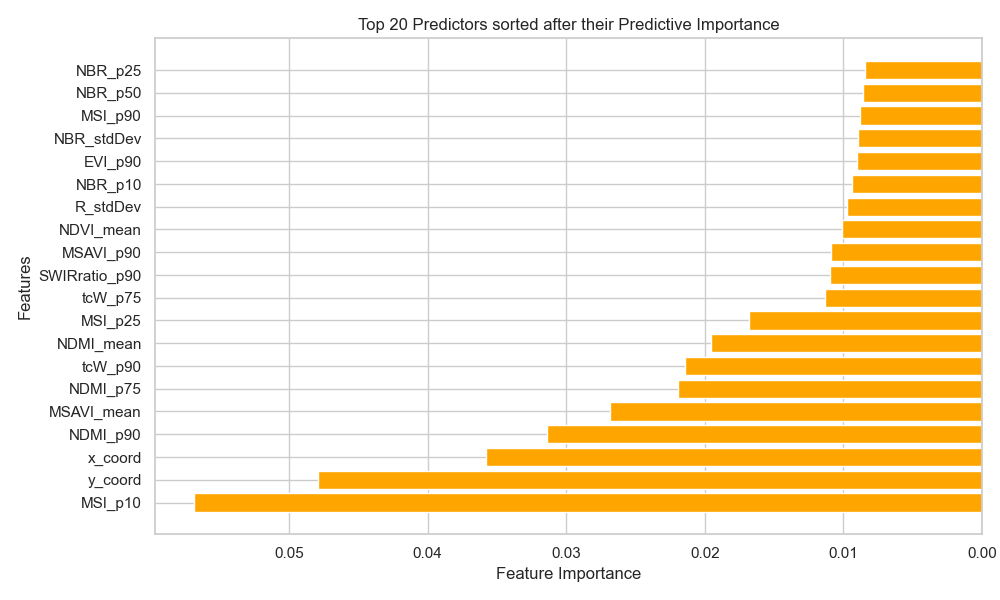 Top 20 Predictors sorted after their Predictive Importance
Features
NBR_p25
NBR_p50
MSI_p90
NBR_stdDev
EVI_p90
NBR_p10
R_stdDev
NDVI_mean
MSAVI_p90
SWIRratio_p90
tcW_p75
MSI_p25
NDMI_mean
tcW_p90
NDMI_p75
MSAVI_mean
NDMI_p90
x_coord
y_coord
MSI_p10
0.05 0.04 0.03 0.02 0.01 0.00
Feature Importance